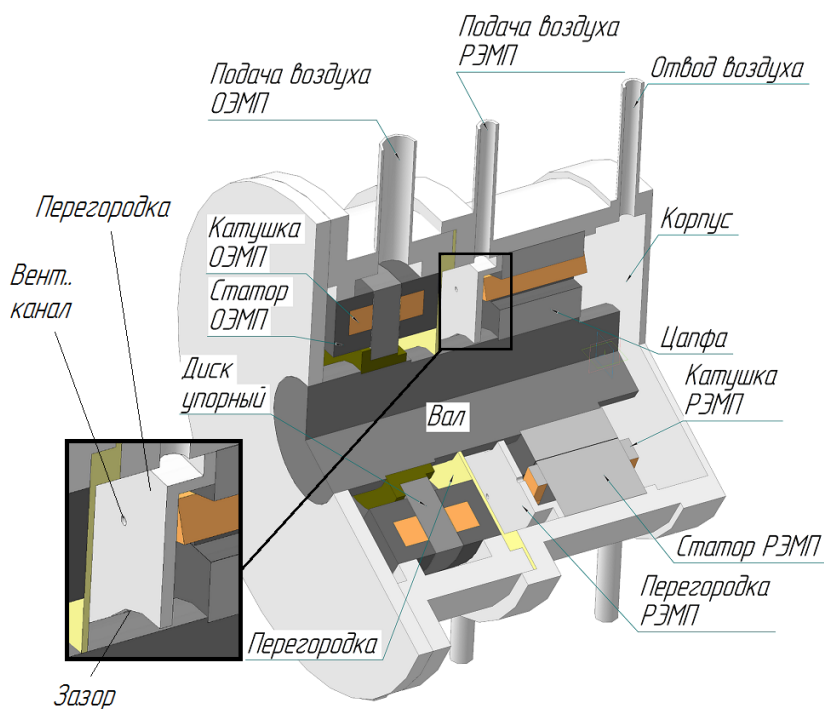 Подача воздуха
РЭМП
Подача воздуха
ОЭМП
Отвод воздуха
Перегородка
Катушка
ОЭМП
Корпус
Вент..
канал
Статор
ОЭМП
Цапфа
Диск
упорный
Катушка
РЭМП
Вал
Статор РЭМП
Перегородка
РЭМП
Перегородка
Зазор